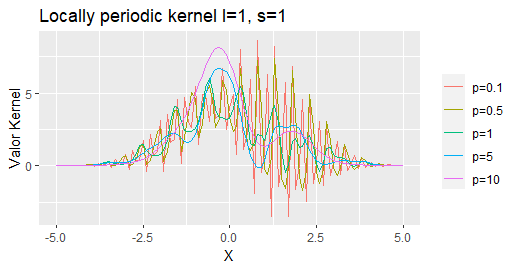 Locally periodic kernel l=1, s=1
Valor Kernel
5
0
-5.0
-2.5
0.0
2.5
5.0
X
p=0.1
p=0.5
p=1
p=5
p=10